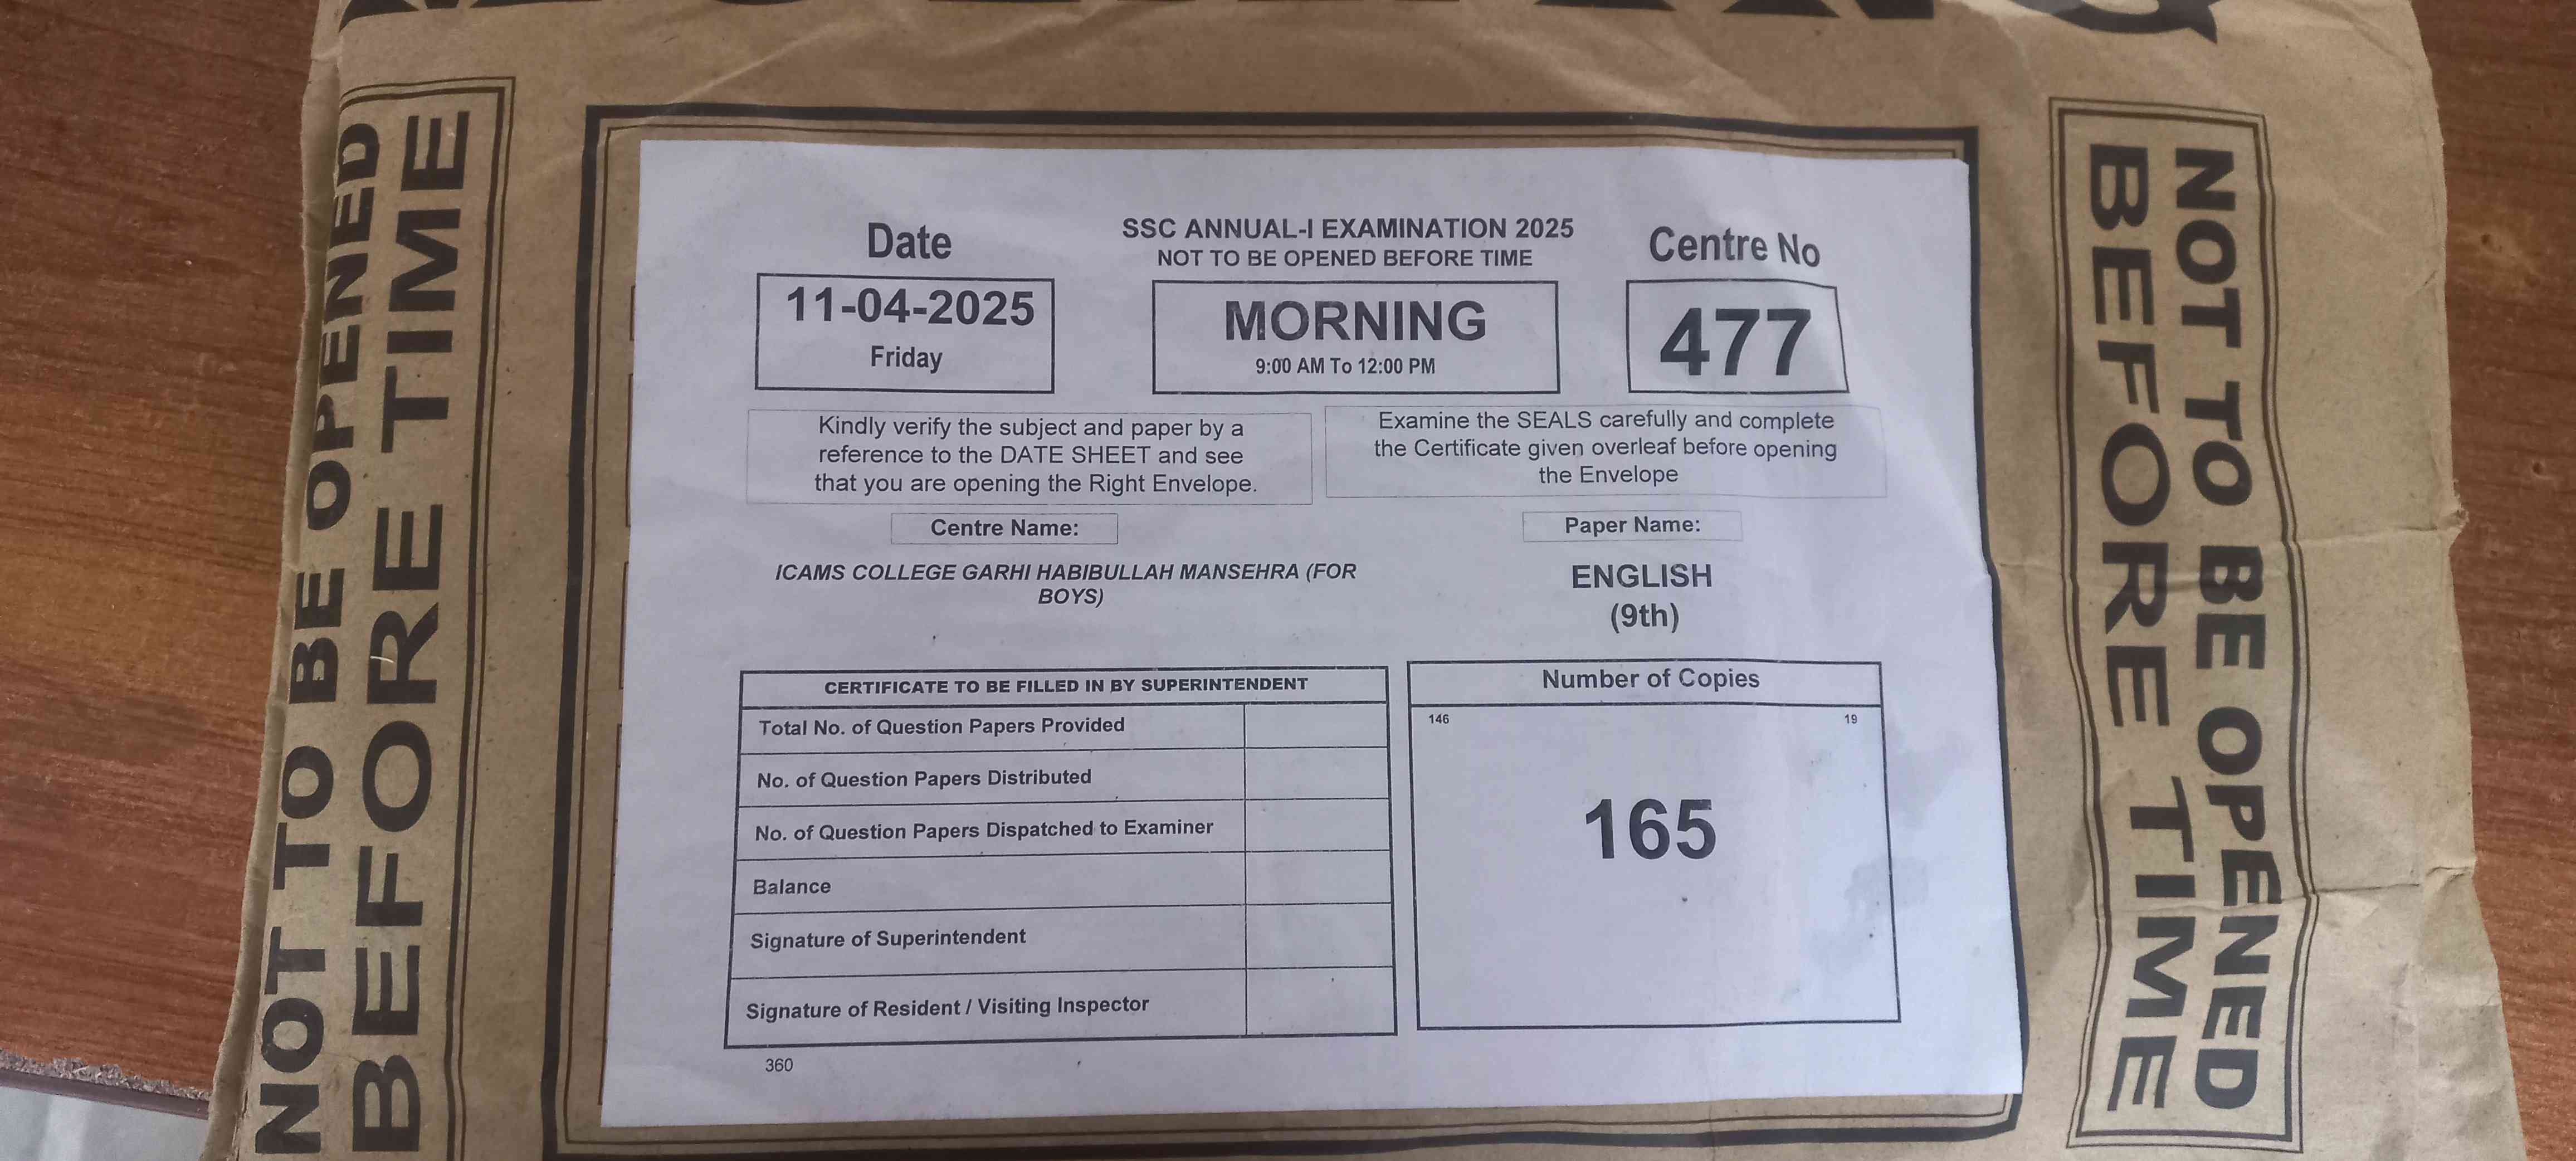 NOT TO BE OPENED
BEFORE TIME
Date
11-04-2025
Friday
SSC ANNUAL-I EXAMINATION 2025
NOT TO BE OPENED BEFORE TIME
MORNING
9:00 AM To 12:00 PM
Centre No
477
Kindly verify the subject and paper by a
reference to the DATE SHEET and see
that you are opening the Right Envelope.
Examine the SEALS carefully and complete
the Certificate given overleaf before opening
the Envelope
Centre Name:
ICAMS COLLEGE GARHI HABIBULLAH MANSEHRA (FOR
BOYS)
Paper Name:
ENGLISH
(9th)
CERTIFICATE TO BE FILLED IN BY SUPERINTENDENT
Total No. of Question Papers Provided
No. of Question Papers Distributed
No. of Question Papers Dispatched to Examiner
Balance
Signature of Superintendent
Signature of Resident / Visiting Inspector
Number of Copies
146 19
165
360
NOT TO BE OPENED
BEFORE TIME